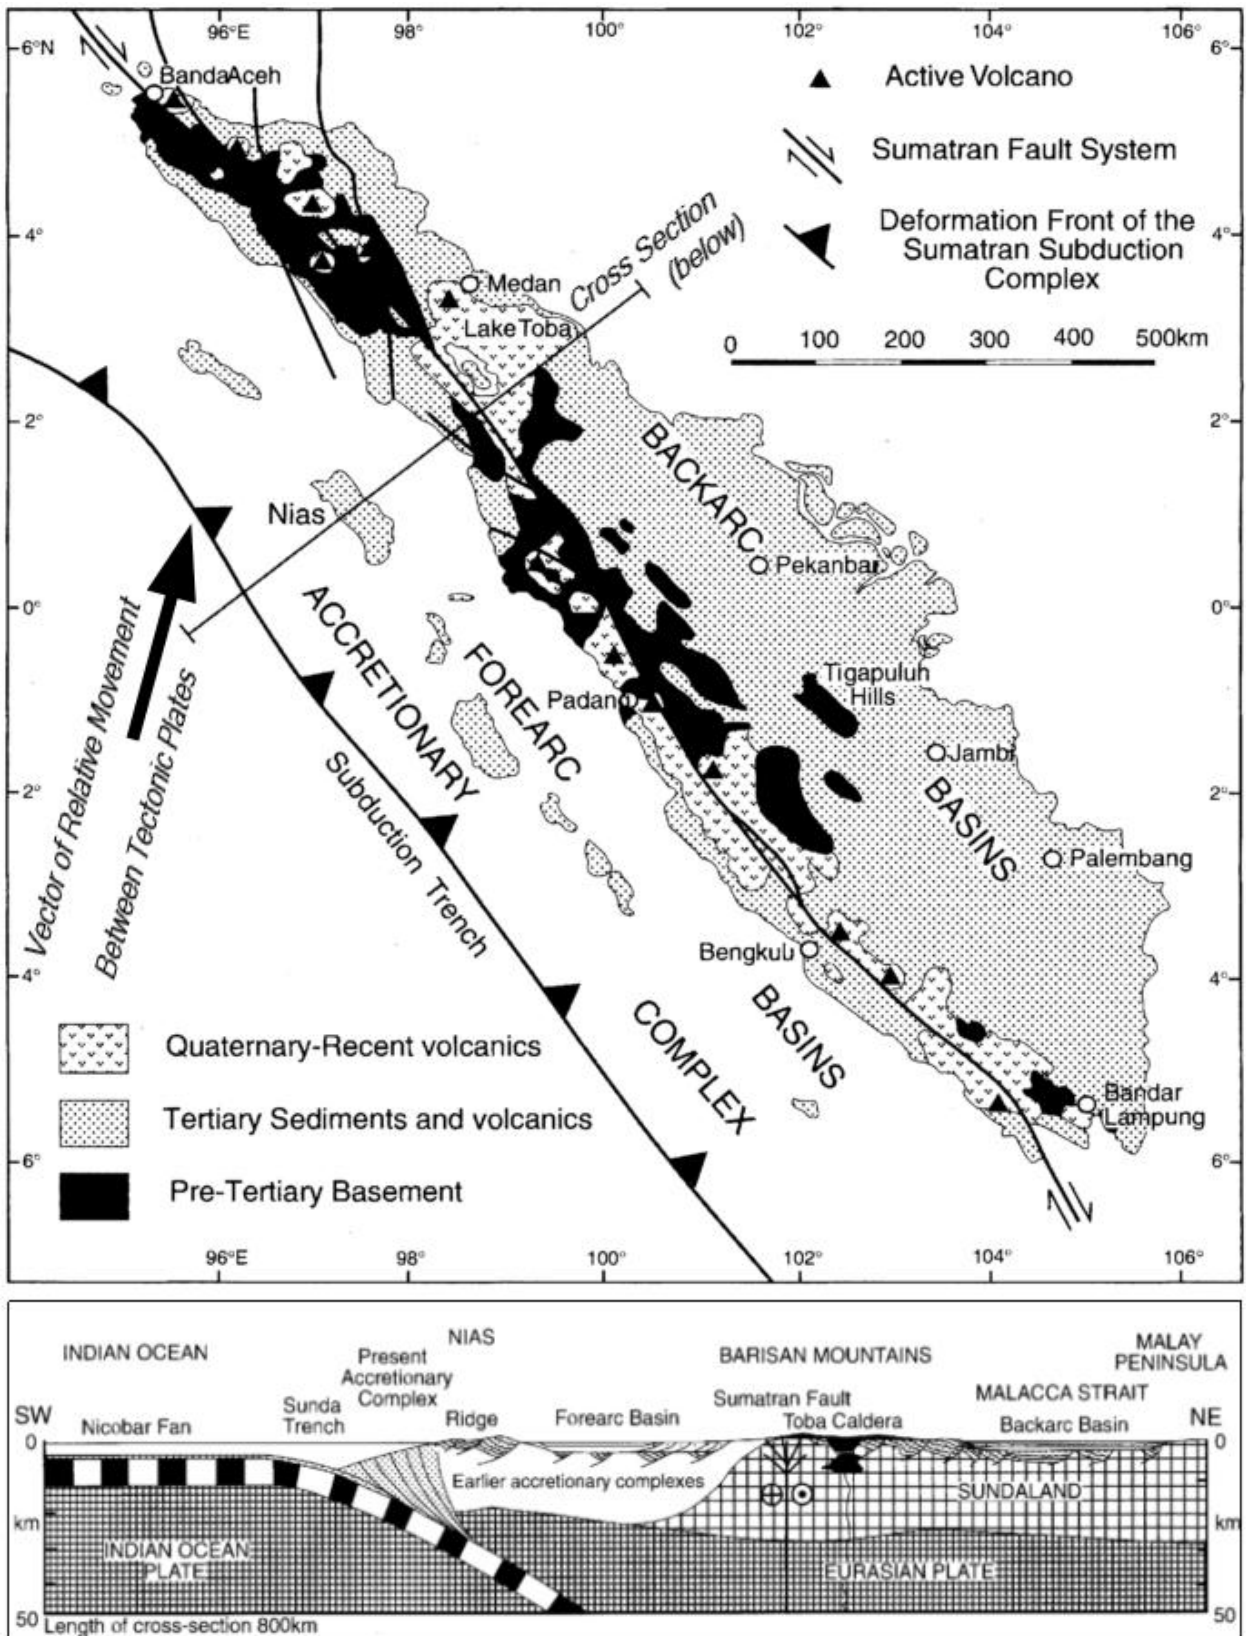 96°E 98° 100° 102° 104° 106°
6°N
6°
BandaAceh
Active Volcano
Sumatran Fault System
Deformation Front of the
Sumatran Subduction
Complex
4°
4°
Cross Section
(below)
Medan
Lake Toba
0 100 200 300 400 500km
2°
2°
BACKARC
Nias
Pekanbar
0°
0°
ACCRETIONARY
FOREARC
Vector of Relative Movement
Between Tectonic Plates
Tigapuluh
Hills
Padang
Jambi
Subduction Trench
2°
2°
BASINS
Palembang
Bengkulu
4°
4°
COMPLEX
BASINS
Quaternary-Recent volcanics
Bandar
Lampung
Tertiary Sediments and volcanics
6°
6°
Pre-Tertiary Basement
96°E 98° 100° 102° 104° 106°
INDIAN OCEAN
NIAS
BARISAN MOUNTAINS
MALAY
PENINSULA
Present
Accretionary
Complex
Sunda
Trench
Sumatran Fault
MALACCA STRAIT
SW
Nicobar Fan
Ridge
Forearc Basin
Toba Caldera
Backarc Basin
NE
0
0
Earlier accretionary complexes
SUNDALAND
km
km
INDIAN OCEAN
PLATE
EURASIAN PLATE
50
50
Length of cross-section 800km